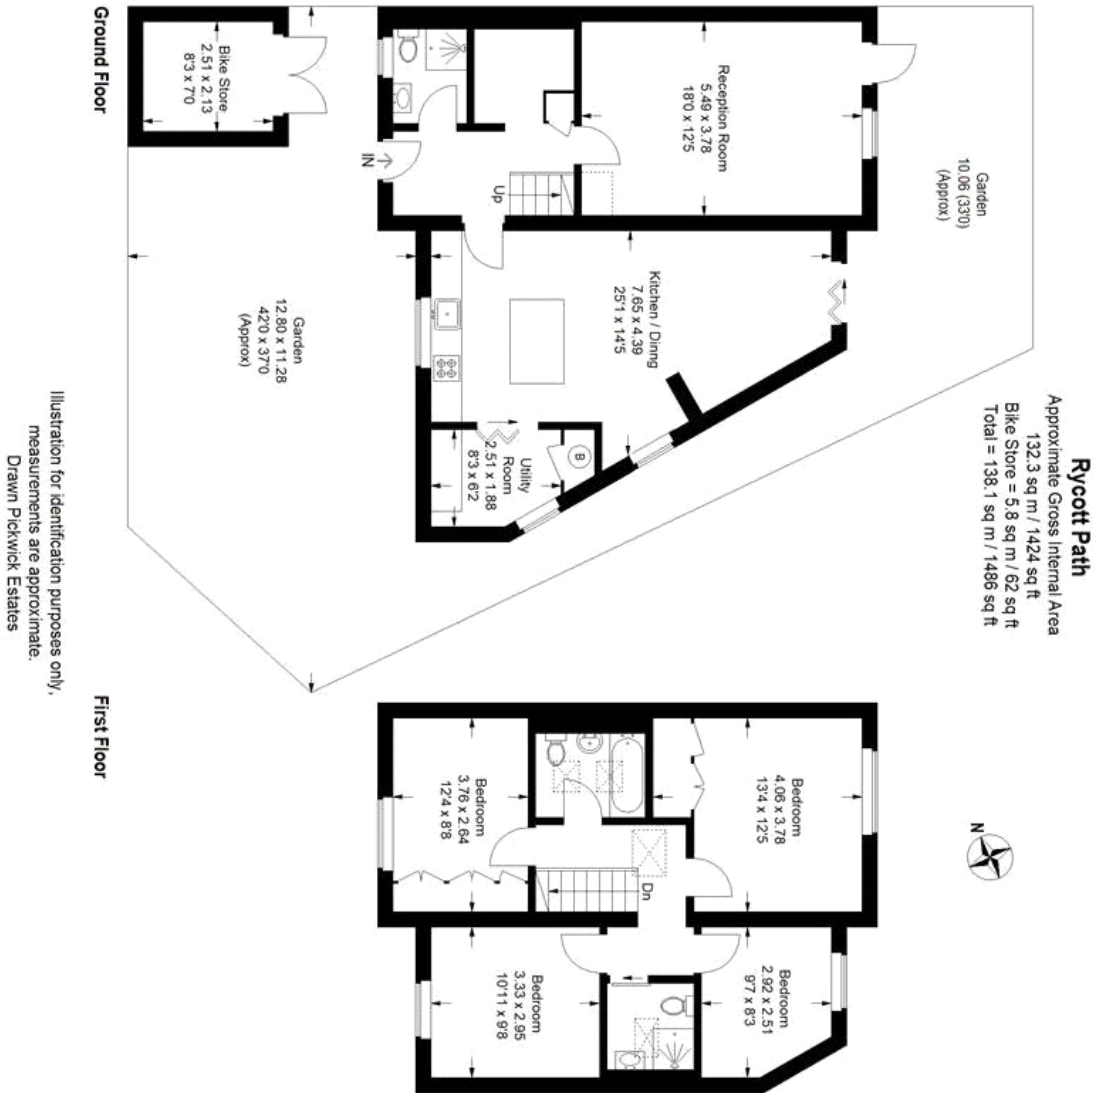 Rycott Path
Approximate Gross Internal Area
132.3 sq m / 1424 sq ft
Bike Store = 5.8 sq m / 62 sq ft
Total = 138.1 sq m / 1486 sq ft
N
Garden
10.06 (33'0)
(Approx)
Reception Room
5.49 x 3.78
18'0 x 12'5
Kitchen / Dinng
7.65 x 4.39
25'1 x 14'5
B
Utility
Room
2.51 x 1.88
8'3 x 6'2
Up
IN
Garden
12.80 x 11.28
42'0 x 37'0
(Approx)
Bike Store
2.51 x 2.13
8'3 x 7'0
Ground Floor
Bedroom
4.06 x 3.78
13'4 x 12'5
Bedroom
2.92 x 2.51
9'7 x 8'3
Dn
Bedroom
3.76 x 2.64
12'4 x 8'8
Bedroom
3.33 x 2.95
10'11 x 9'8
First Floor
Illustration for identification purposes only,
measurements are approximate.
Drawn Pickwick Estates